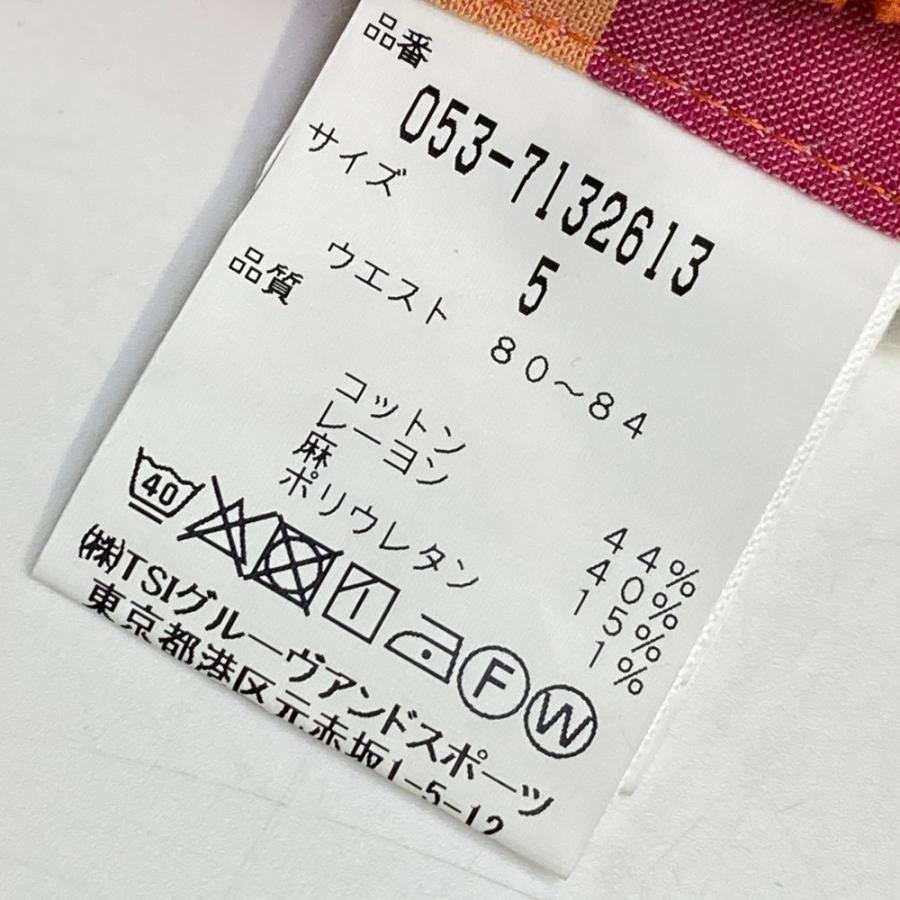 品番
053-7132613
サイズ
5
ウエスト 80～84
品質
コットン 44%
レーヨン 40%
麻 15%
ポリウレタン 1%
40 F W
(株)TSIグルーヴアンドスポーツ
東京都港区元赤坂1-5-12